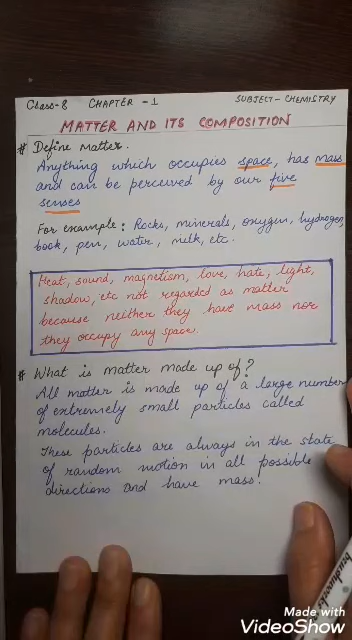 Class-8 CHAPTER -1 SUBJECT- CHEMISTRY
MATTER AND ITS COMPOSITION
# Define Matter.
Anything which occupies space, has mass
and can be perceived by our five
senses
For example: Rocks, minerals, oxygen, hydrogen,
book, pen, water, milk, etc.
Heat, sound, magnetism, love, hate, light,
shadow, etc not regarded as matter
because neither they have mass nor
they occupy any space.
# What is matter made up of?
All matter is made up of a large number
of extremely small particles called
molecules.
These particles are always in the state
of random motion in all possible
directions and have mass.
Made with
VideoShow